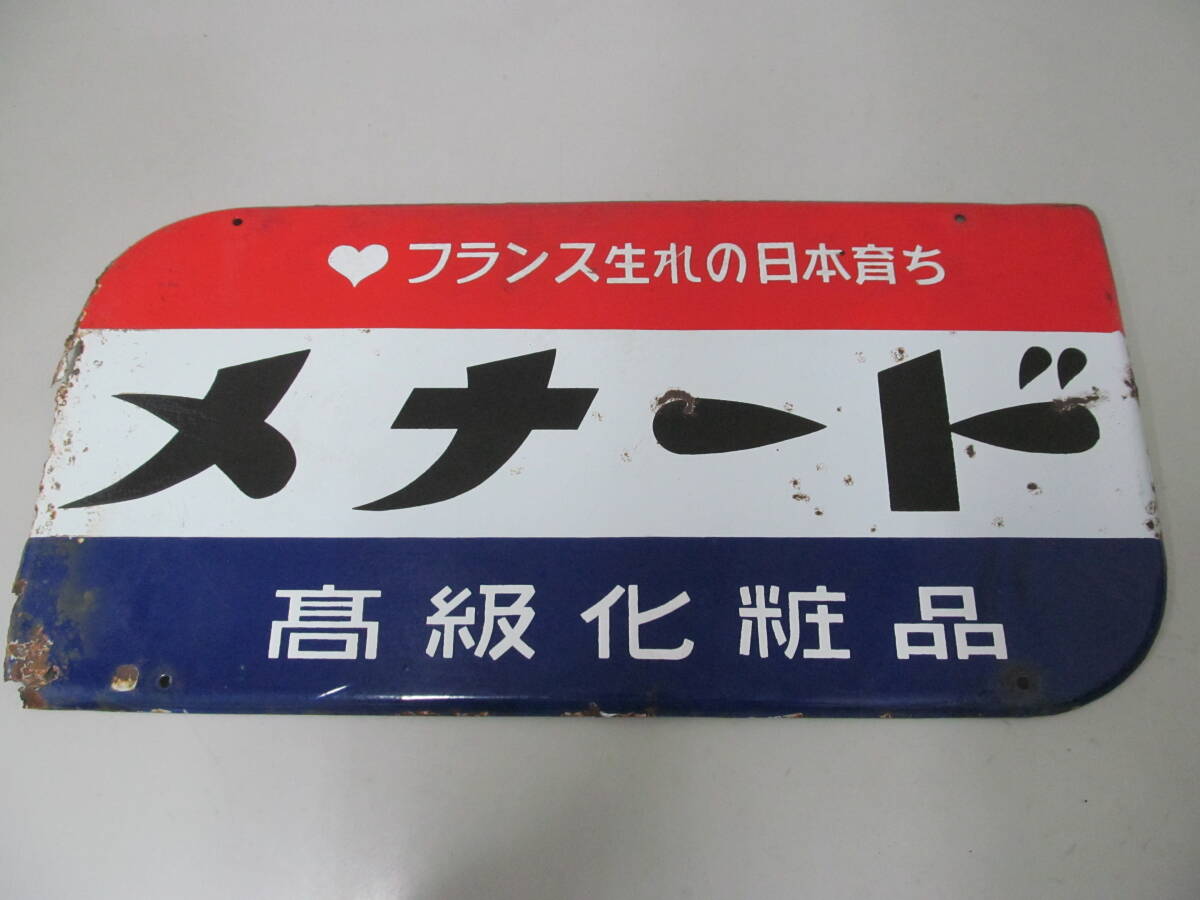 ♥フランス生れの日本育ち
メナード
髙級化粧品